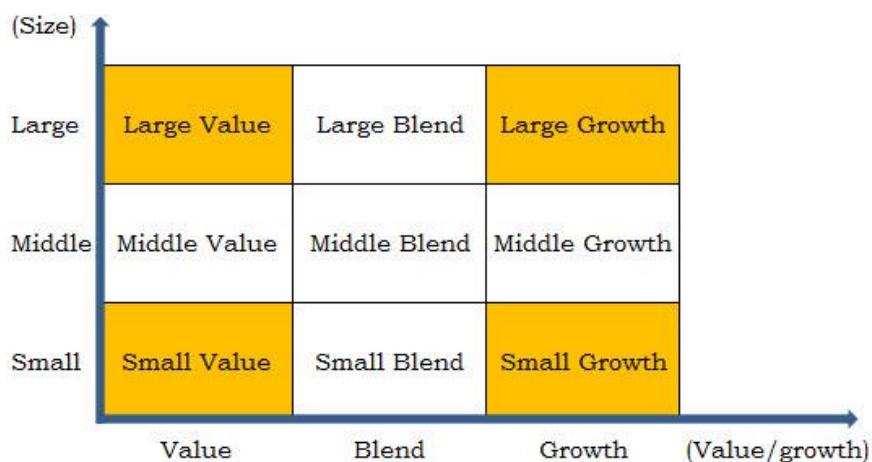 (Size)
Large Large Value Large Blend Large Growth
Middle Middle Value Middle Blend Middle Growth
Small Small Value Small Blend Small Growth
Value Blend Growth (Value/growth)